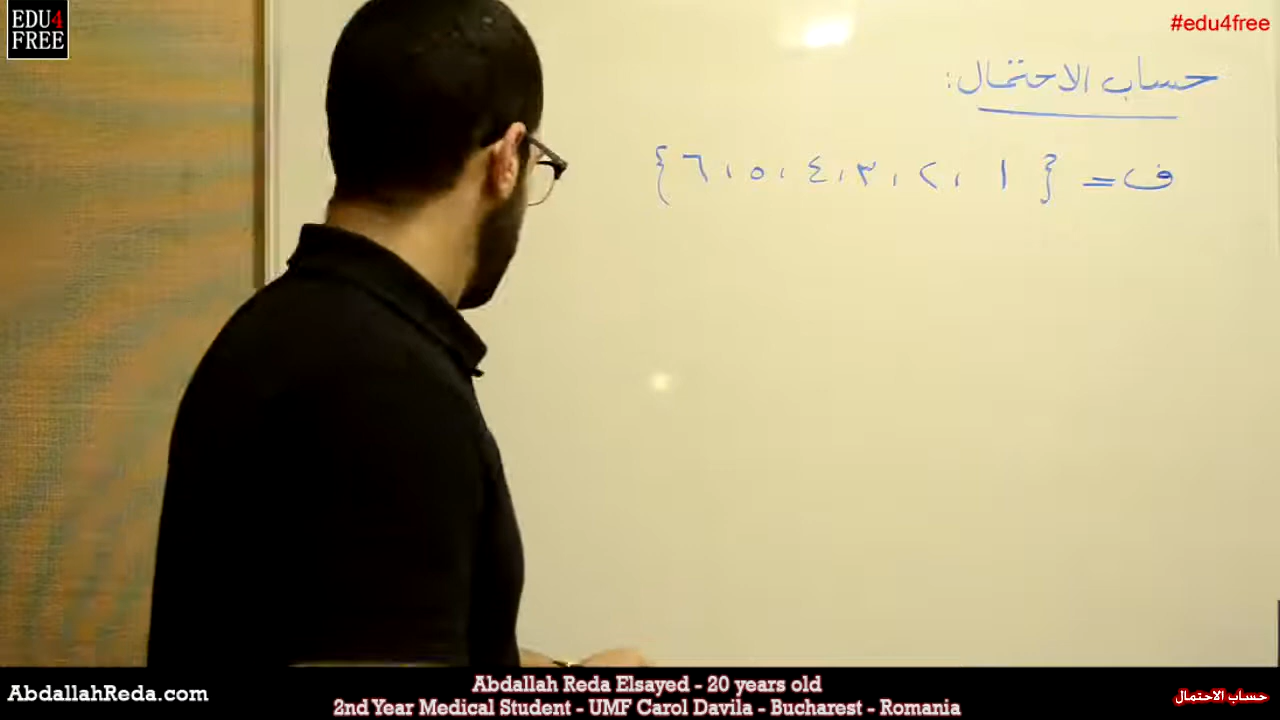 EDU4
FREE
#edu4free
حساب الاحتمال:
ف = { ١ ، ٢ ، ٣ ، ٤ ، ٥ ، ٦ }
Abdallah Reda Elsayed - 20 years old
AbdallahReda.com
2nd Year Medical Student - UMF Carol Davila - Bucharest - Romania
حساب الاحتمال